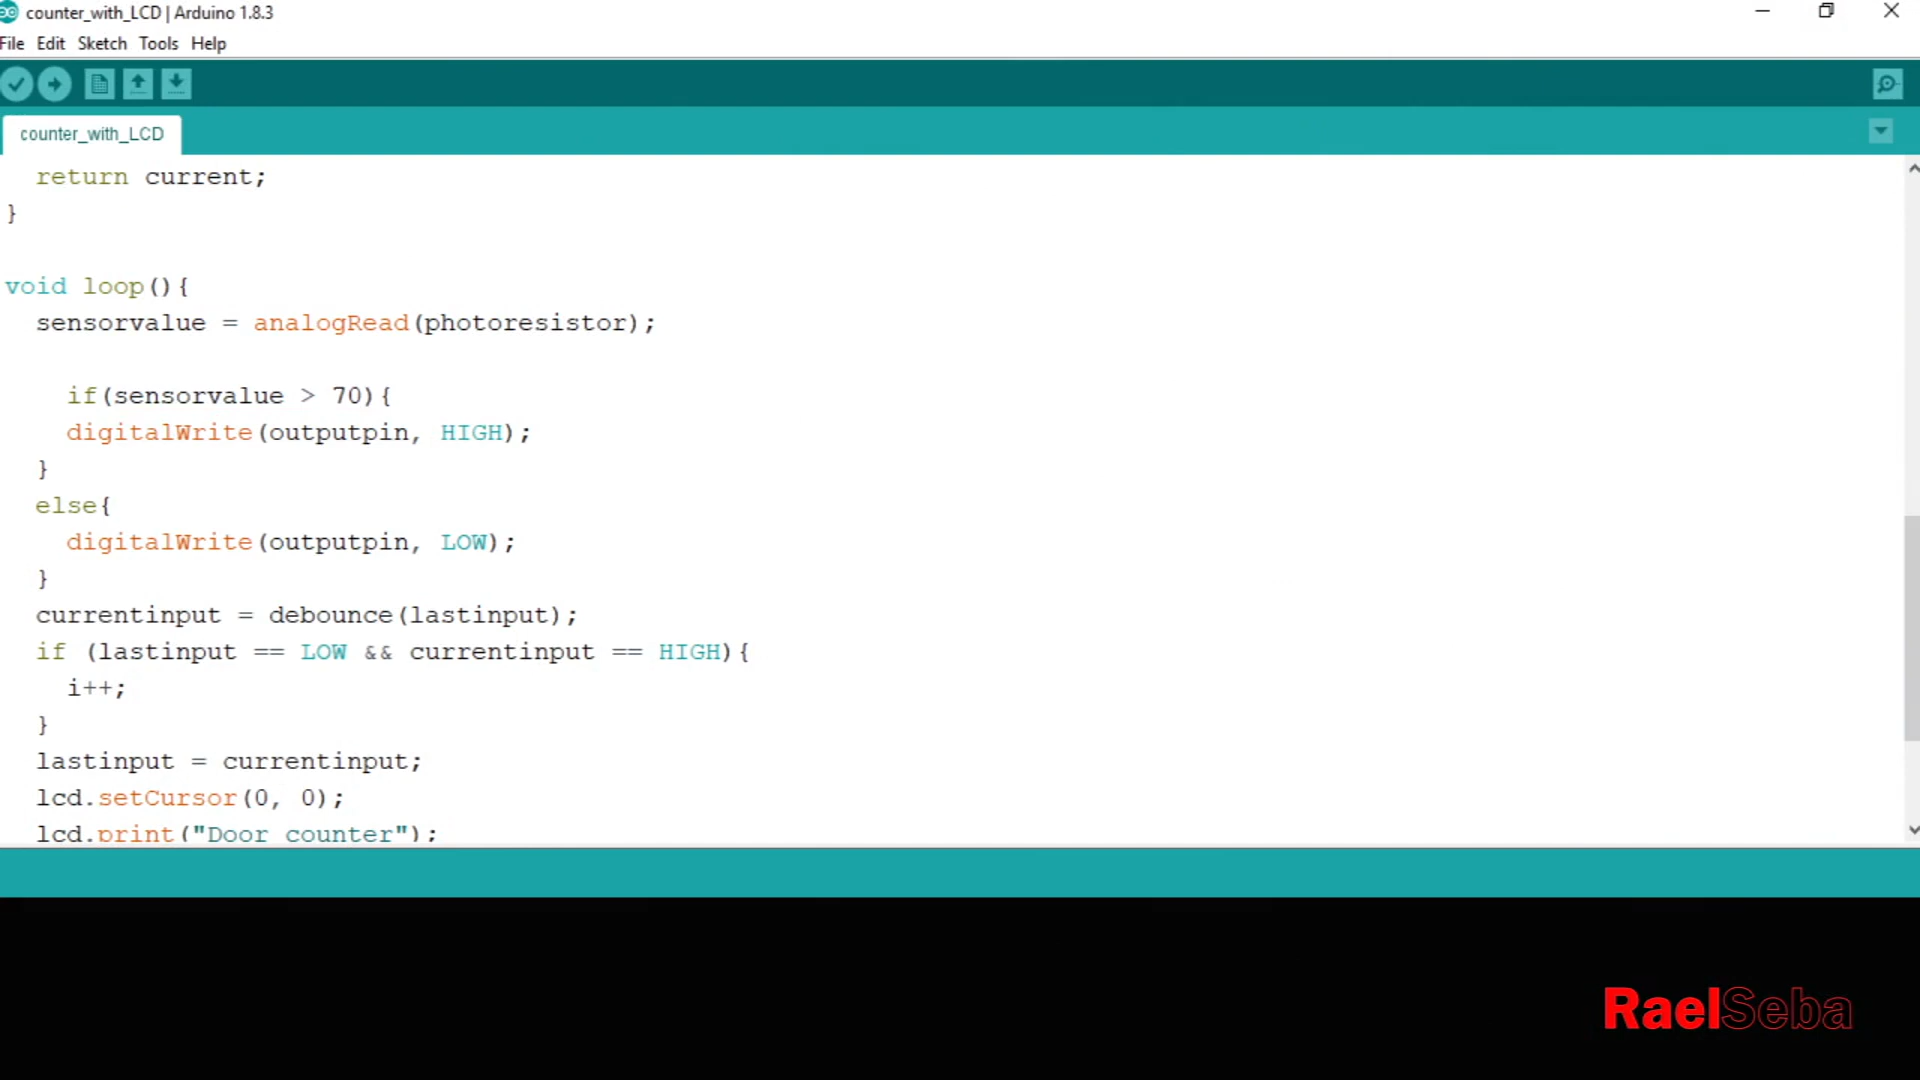 counter_with_LCD | Arduino 1.8.3
File Edit Sketch Tools Help
counter_with_LCD
return current;
}
void loop(){
sensorvalue = analogRead(photoresistor);
if(sensorvalue > 70){
digitalWrite(outputpin, HIGH);
}
else{
digitalWrite(outputpin, LOW);
}
currentinput = debounce(lastinput);
if (lastinput == LOW && currentinput == HIGH){
i++;
}
lastinput = currentinput;
lcd.setCursor(0, 0);
lcd.print("Door counter");
RaelSeba